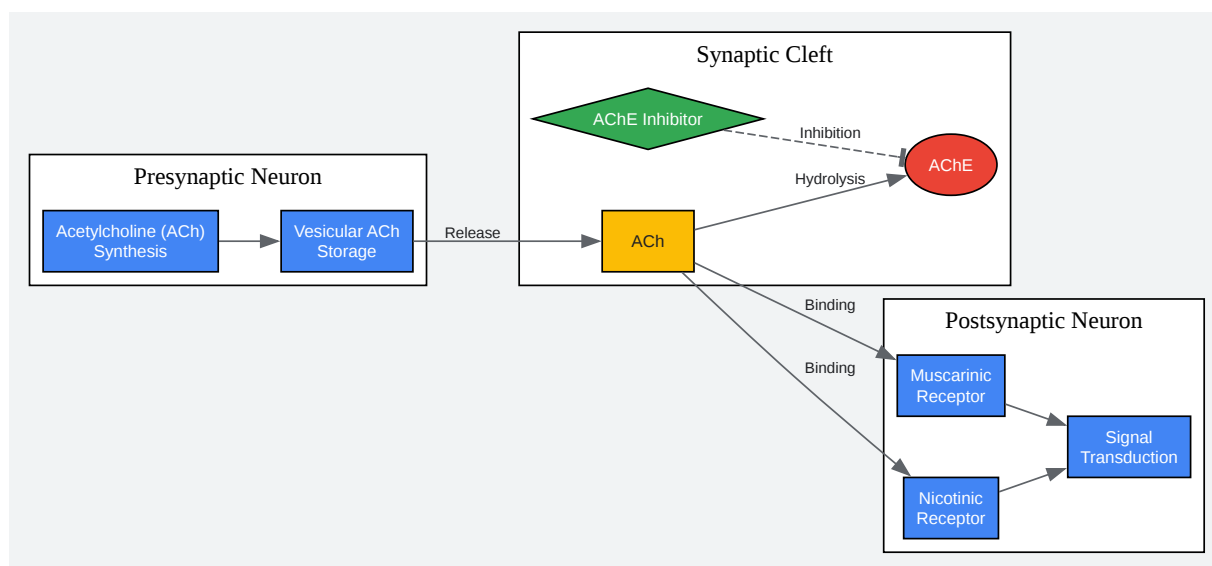 Synaptic Cleft
AChE Inhibitor
Inhibition
AChE
Hydrolysis
Presynaptic Neuron
Acetylcholine (ACh)
Synthesis
Vesicular ACh
Storage
Release
ACh
Binding
Binding
Postsynaptic Neuron
Muscarinic
Receptor
Signal
Transduction
Nicotinic
Receptor